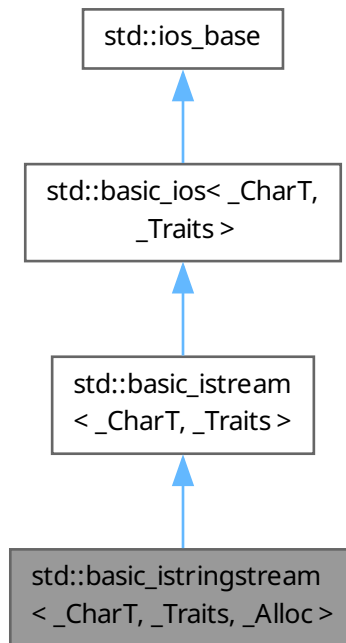 std::ios_base
std::basic_ios< _CharT,
_Traits >
std::basic_istream
< _CharT, _Traits >
std::basic_istringstream
< _CharT, _Traits, _Alloc >